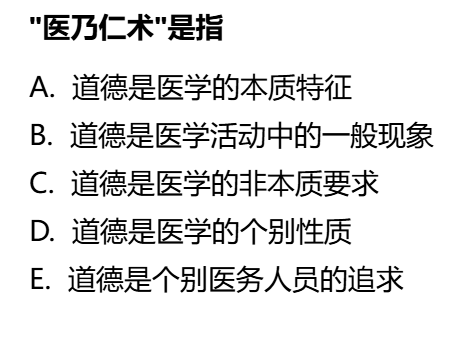 "医乃仁术"是指
A. 道德是医学的本质特征
B. 道德是医学活动中的一般现象
C. 道德是医学的非本质要求
D. 道德是医学的个别性质
E. 道德是个别医务人员的追求